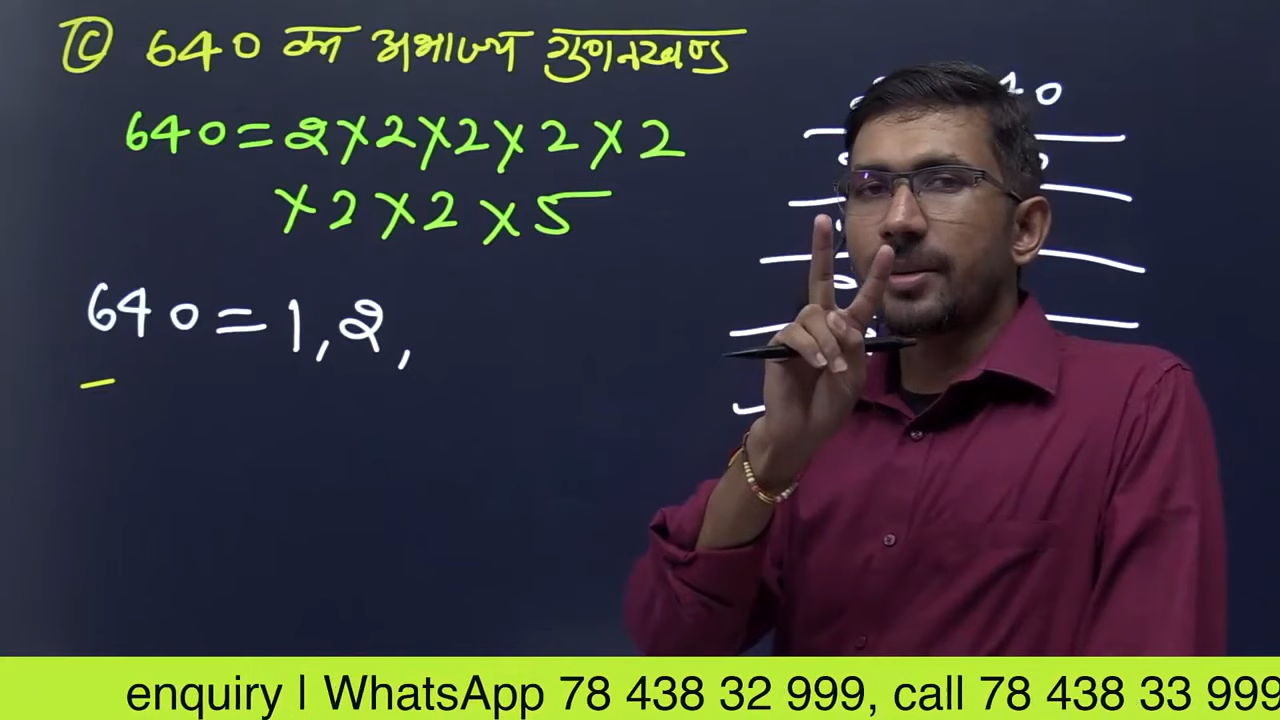 © 640 का अभाज्य गुणनखण्ड
640 = 2 × 2 × 2 × 2 × 2
× 2 × 2 × 5
640 = 1, 2,
enquiry | WhatsApp 78 438 32 999, call 78 438 33 999